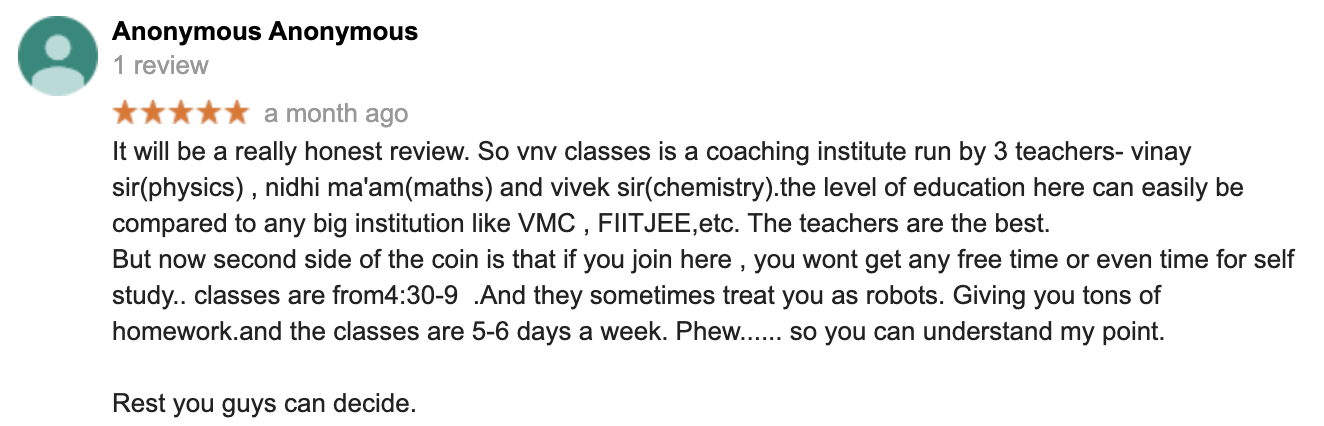 Anonymous Anonymous
1 review
a month ago
It will be a really honest review. So vnv classes is a coaching institute run by 3 teachers- vinay
sir(physics) , nidhi ma'am(maths) and vivek sir(chemistry).the level of education here can easily be
compared to any big institution like VMC , FIITJEE,etc. The teachers are the best.
But now second side of the coin is that if you join here , you wont get any free time or even time for self
study.. classes are from4:30-9  .And they sometimes treat you as robots. Giving you tons of
homework.and the classes are 5-6 days a week. Phew...... so you can understand my point.
Rest you guys can decide.